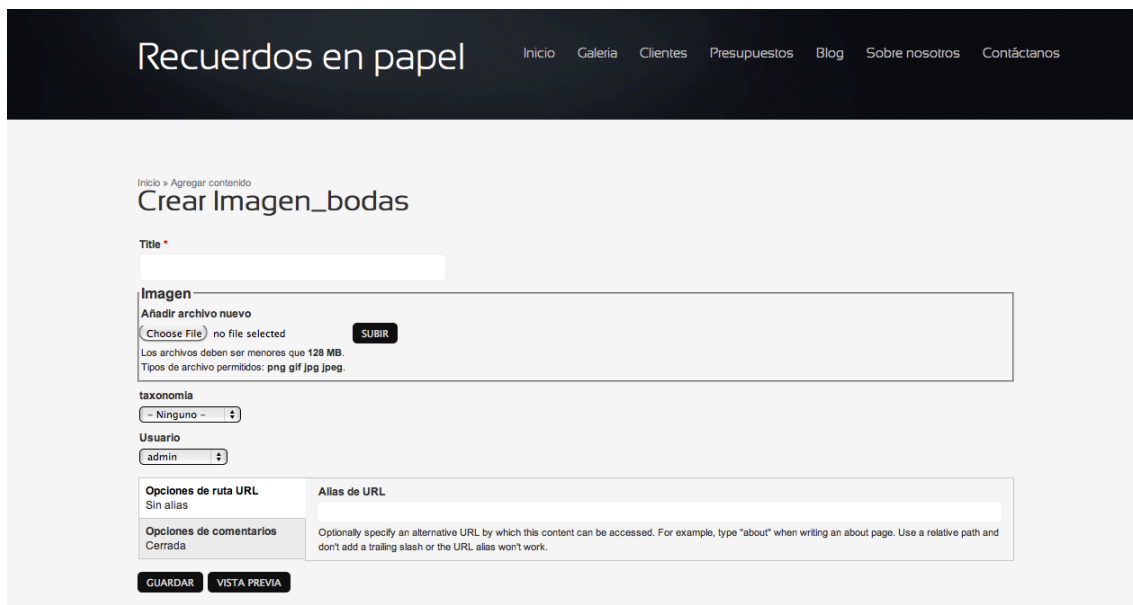 Recuerdos en papel
Inicio Galeria Clientes Presupuestos Blog Sobre nosotros Contáctanos
Inicio » Agregar contenido
Crear Imagen_bodas
Title *
Imagen
Añadir archivo nuevo
Choose File no file selected SUBIR
Los archivos deben ser menores que 128 MB.
Tipos de archivo permitidos: png gif jpg jpeg.
taxonomia
- Ninguno -
Usuario
admin
Opciones de ruta URL
Sin alias
Opciones de comentarios
Cerrada
Alias de URL
Optionally specify an alternative URL by which this content can be accessed. For example, type "about" when writing an about page. Use a relative path and
don't add a trailing slash or the URL alias won't work.
GUARDAR VISTA PREVIA